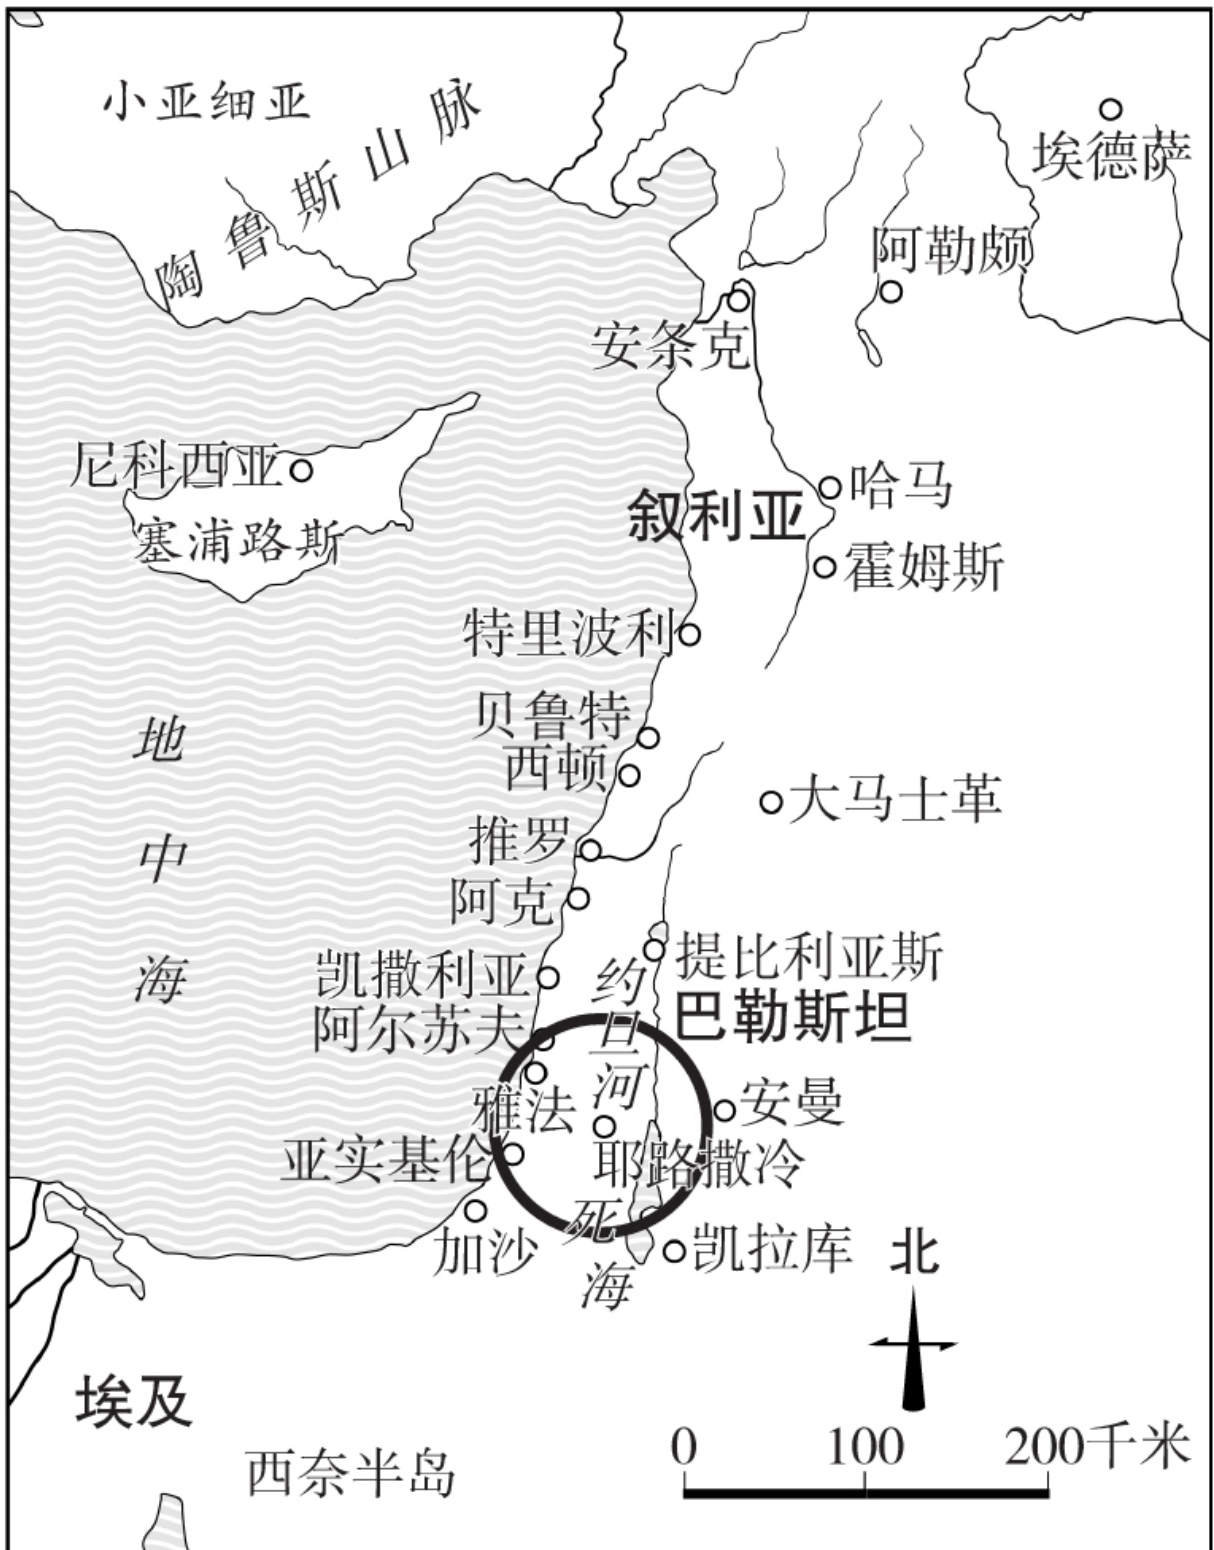 小亚细亚
陶鲁斯山脉
埃德萨
阿勒颇
安条克
尼科西亚
塞浦路斯
叙利亚
哈马
霍姆斯
特里波利
贝鲁特
西顿
大马士革
推罗
阿克
地中海
凯撒利亚
提比利亚斯
约旦河
巴勒斯坦
阿尔苏夫
雅法
安曼
亚实基伦
耶路撒冷
加沙
死海
凯拉库
北
埃及
西奈半岛
0 100 200千米